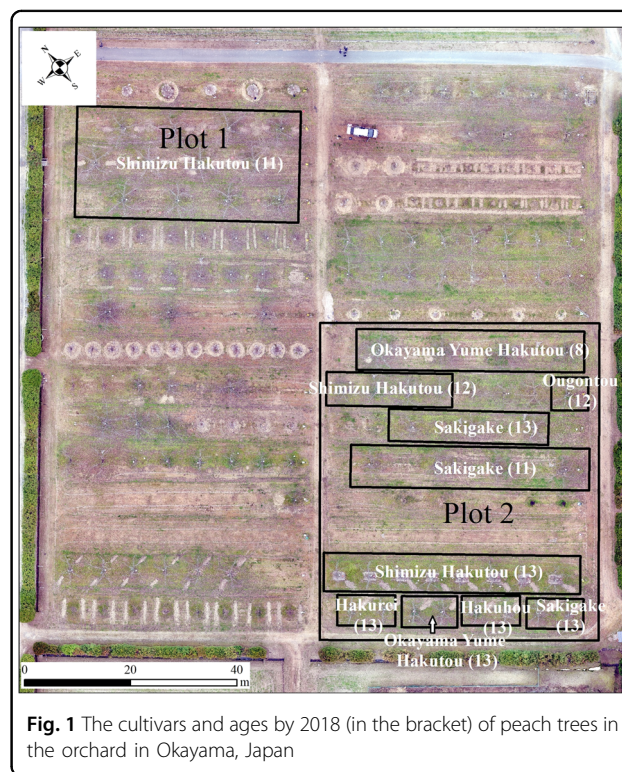 N
E
W
S
Plot 1
Shimizu Hakutou (11)
Okayama Yume Hakutou (8)
Shimizu Hakutou (12)
Ougontou
(12)
Sakigake (13)
Sakigake (11)
Plot 2
Shimizu Hakutou (13)
Hakurei
(13)
Hakuhou
(13)
Sakigake
(13)
Okayama Yume
Hakutou (13)
0 20 40
m
Fig. 1 The cultivars and ages by 2018 (in the bracket) of peach trees in
the orchard in Okayama, Japan